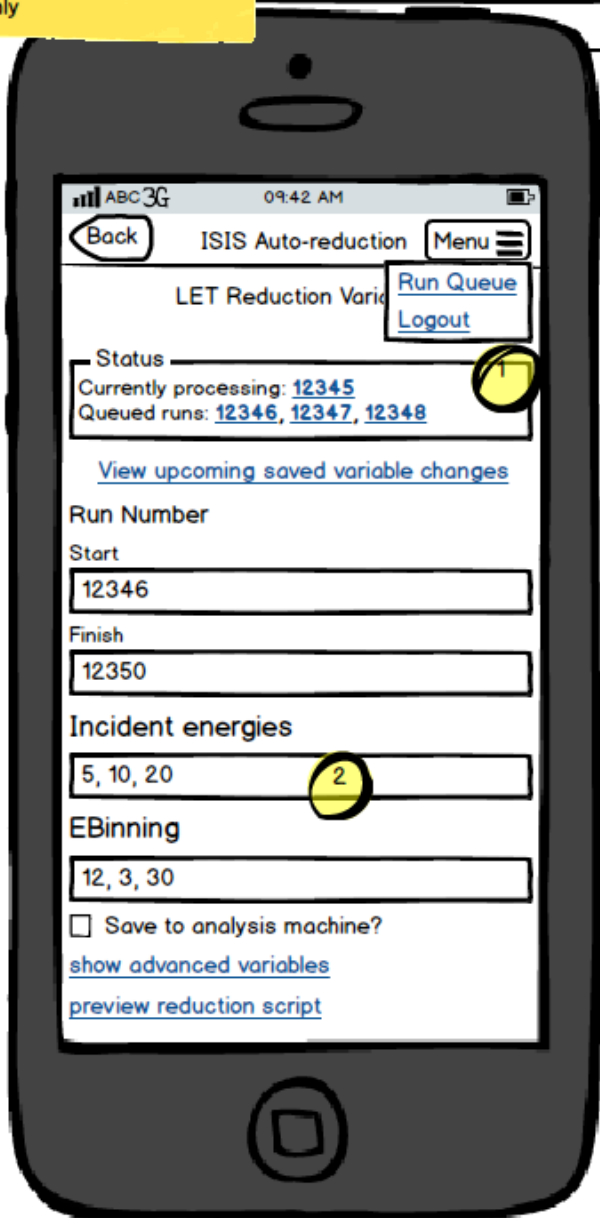 ABC 3G 09:42 AM
Back ISIS Auto-reduction Menu
Run Queue
LET Reduction
Logout
Status
1
Currently processing: 12345
Queued runs: 12346, 12347, 12348
View upcoming saved variable changes
Run Number
Start
12346
Finish
12350
Incident energies
5, 10, 20
2
EBinning
12, 3, 30
Save to analysis machine?
show advanced variables
preview reduction script